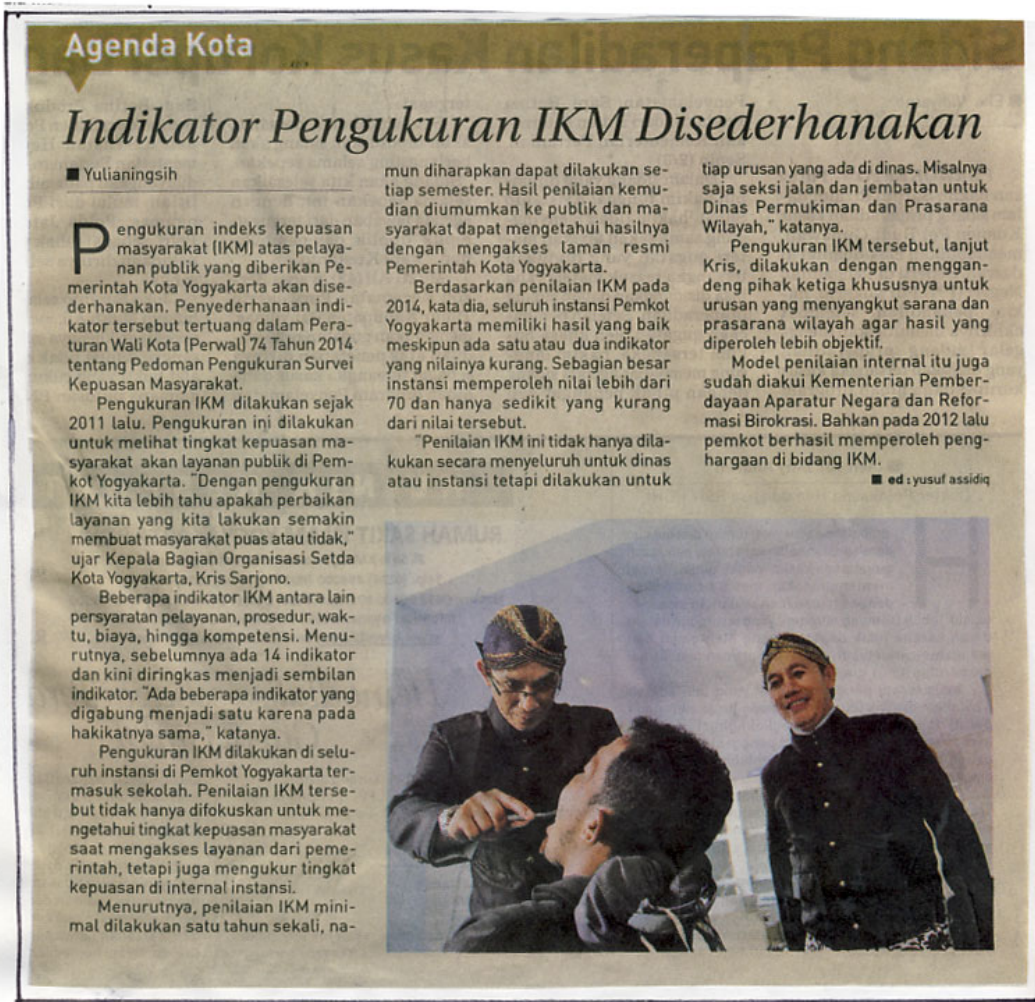 Agenda Kota
Indikator Pengukuran IKM Disederhanakan
■ Yulianingsih
Pengukuran indeks kepuasan
masyarakat (IKM) atas pelaya-
nan publik yang diberikan Pe-
merintah Kota Yogyakarta akan dise-
derhanakan. Penyederhanaan indi-
kator tersebut tertuang dalam Pera-
turan Wali Kota (Perwal) 74 Tahun 2014
tentang Pedoman Pengukuran Survei
Kepuasan Masyarakat.
Pengukuran IKM dilakukan sejak
2011 lalu. Pengukuran ini dilakukan
untuk melihat tingkat kepuasan ma-
syarakat akan layanan publik di Pem-
kot Yogyakarta. "Dengan pengukuran
IKM kita lebih tahu apakah perbaikan
layanan yang kita lakukan semakin
membuat masyarakat puas atau tidak,"
ujar Kepala Bagian Organisasi Setda
Kota Yogyakarta, Kris Sarjono.
Beberapa indikator IKM antara lain
persyaratan pelayanan, prosedur, wak-
tu, biaya, hingga kompetensi. Menu-
rutnya, sebelumnya ada 14 indikator
dan kini diringkas menjadi sembilan
indikator. "Ada beberapa indikator yang
digabung menjadi satu karena pada
hakikatnya sama," katanya.
Pengukuran IKM dilakukan di selu-
ruh instansi di Pemkot Yogyakarta ter-
masuk sekolah. Penilaian IKM terse-
but tidak hanya difokuskan untuk me-
ngetahui tingkat kepuasan masyarakat
saat mengakses layanan dari peme-
rintah, tetapi juga mengukur tingkat
kepuasan di internal instansi.
Menurutnya, penilaian IKM mini-
mal dilakukan satu tahun sekali, na-
mun diharapkan dapat dilakukan se-
tiap semester. Hasil penilaian kemu-
dian diumumkan ke publik dan ma-
syarakat dapat mengetahui hasilnya
dengan mengakses laman resmi
Pemerintah Kota Yogyakarta.
Berdasarkan penilaian IKM pada
2014, kata dia, seluruh instansi Pemkot
Yogyakarta memiliki hasil yang baik
meskipun ada satu atau dua indikator
yang nilainya kurang. Sebagian besar
instansi memperoleh nilai lebih dari
70 dan hanya sedikit yang kurang
dari nilai tersebut.
"Penilaian IKM ini tidak hanya dila-
kukan secara menyeluruh untuk dinas
atau instansi tetapi dilakukan untuk
tiap urusan yang ada di dinas. Misalnya
saja seksi jalan dan jembatan untuk
Dinas Permukiman dan Prasarana
Wilayah," katanya.
Pengukuran IKM tersebut, lanjut
Kris, dilakukan dengan menggan-
deng pihak ketiga khususnya untuk
urusan yang menyangkut sarana dan
prasarana wilayah agar hasil yang
diperoleh lebih objektif.
Model penilaian internal itu juga
sudah diakui Kementerian Pember-
dayaan Aparatur Negara dan Refor-
masi Birokrasi. Bahkan pada 2012 lalu
pemkot berhasil memperoleh peng-
hargaan di bidang IKM.
■ ed : yusuf assidiq